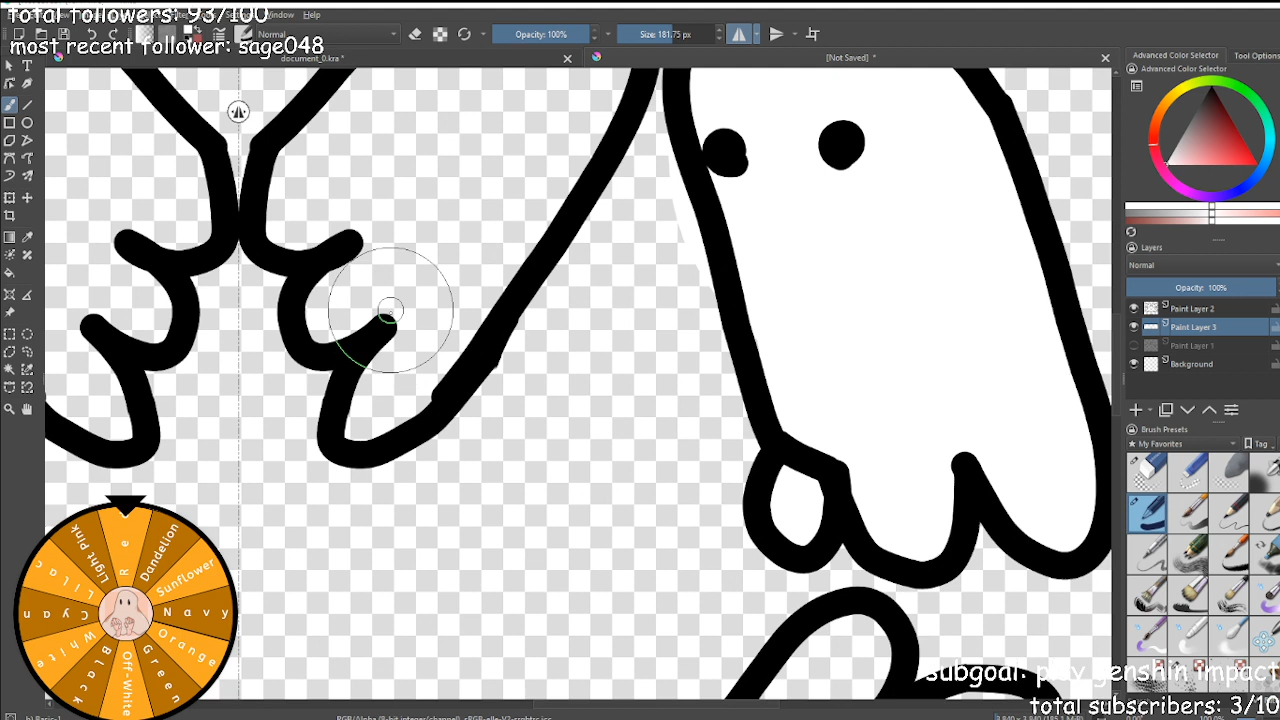 total followers: 93/100
Window
Help
most recent follower: sage048
Normal
Opacity: 100%
Size: 181.75 px
document_0.kra *
[Not Saved] *
Advanced Color Selector
Tool Options
Advanced Color Selector
Layers
Normal
Opacity: 100%
Paint Layer 2
Paint Layer 3
Paint Layer 1
Background
Brush Presets
My Favorites
Tag
Dandelion
Sunflower
Navy
Orange
Green
Off-White
Black
White
Cyan
Lilac
Light Pink
subgoal: play genshin impact
total subscribers: 3/10